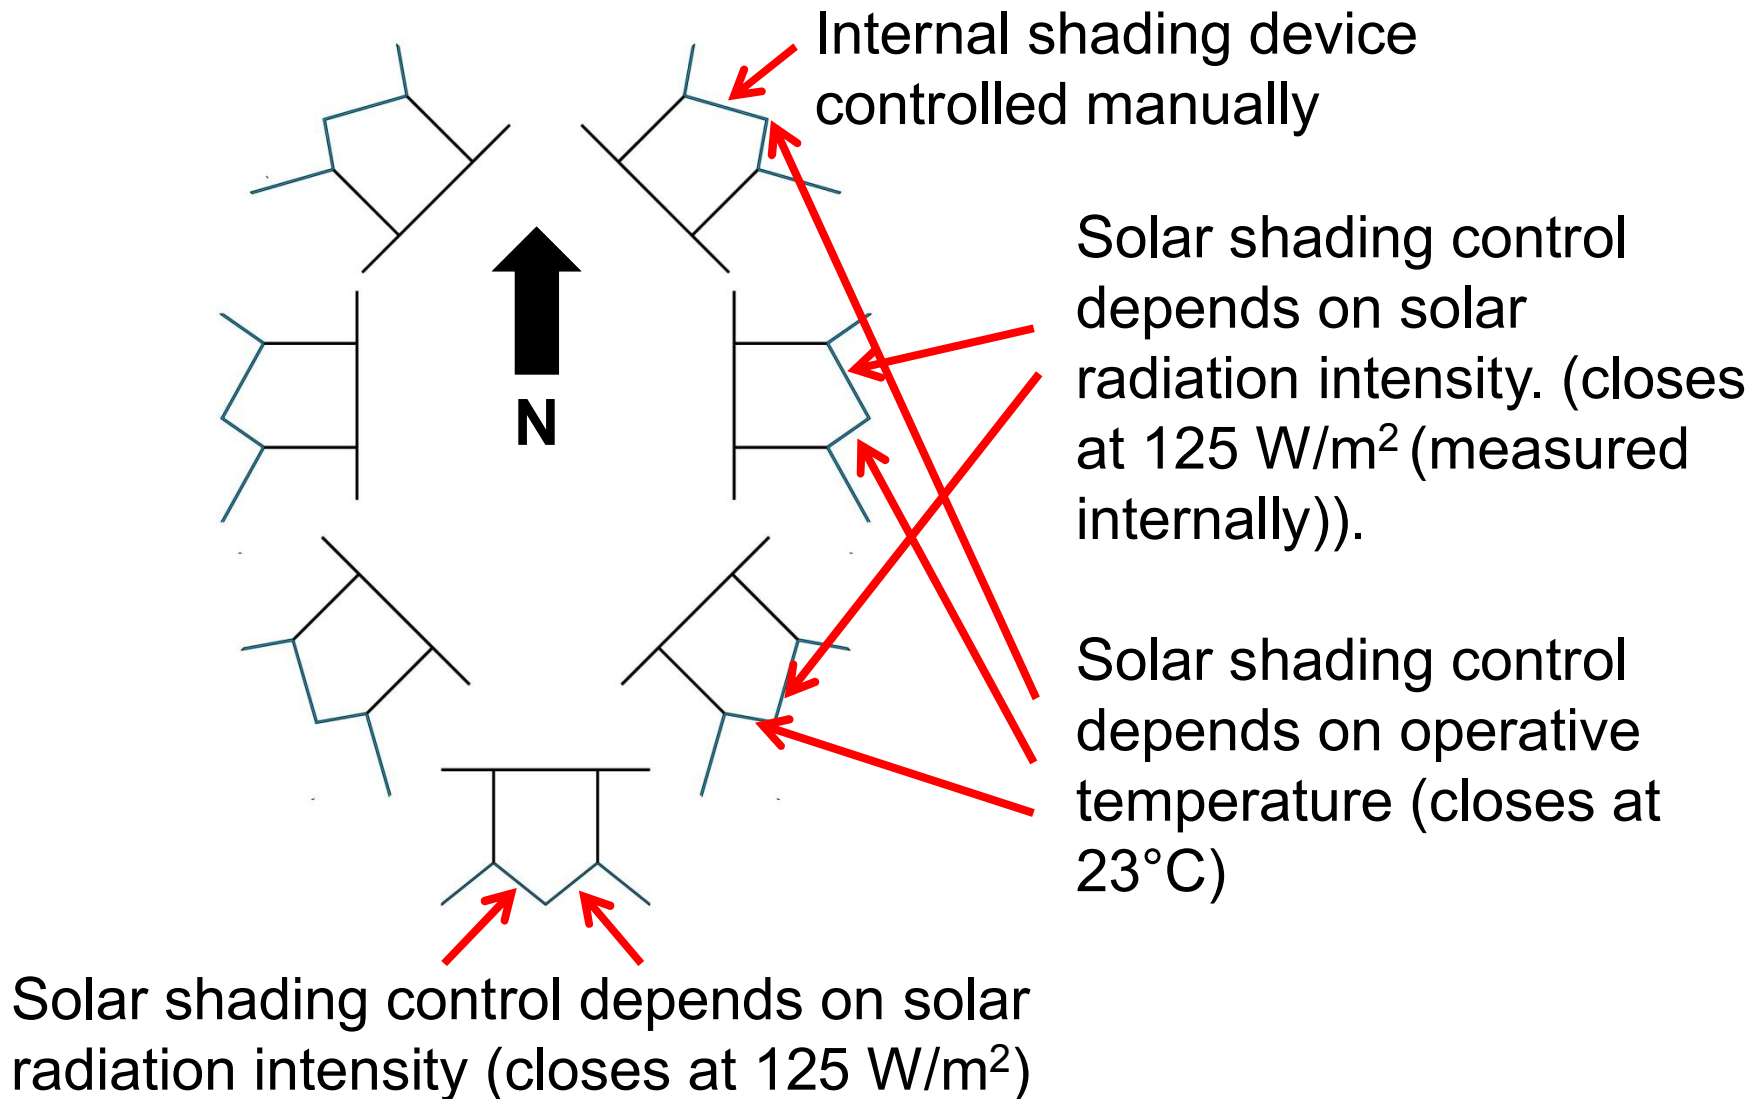 Internal shading device
controlled manually
Solar shading control
depends on solar
radiation intensity. (closes
at 125 W/m² (measured
internally)).
N
Solar shading control
depends on operative
temperature (closes at
23°C)
Solar shading control depends on solar
radiation intensity (closes at 125 W/m²)